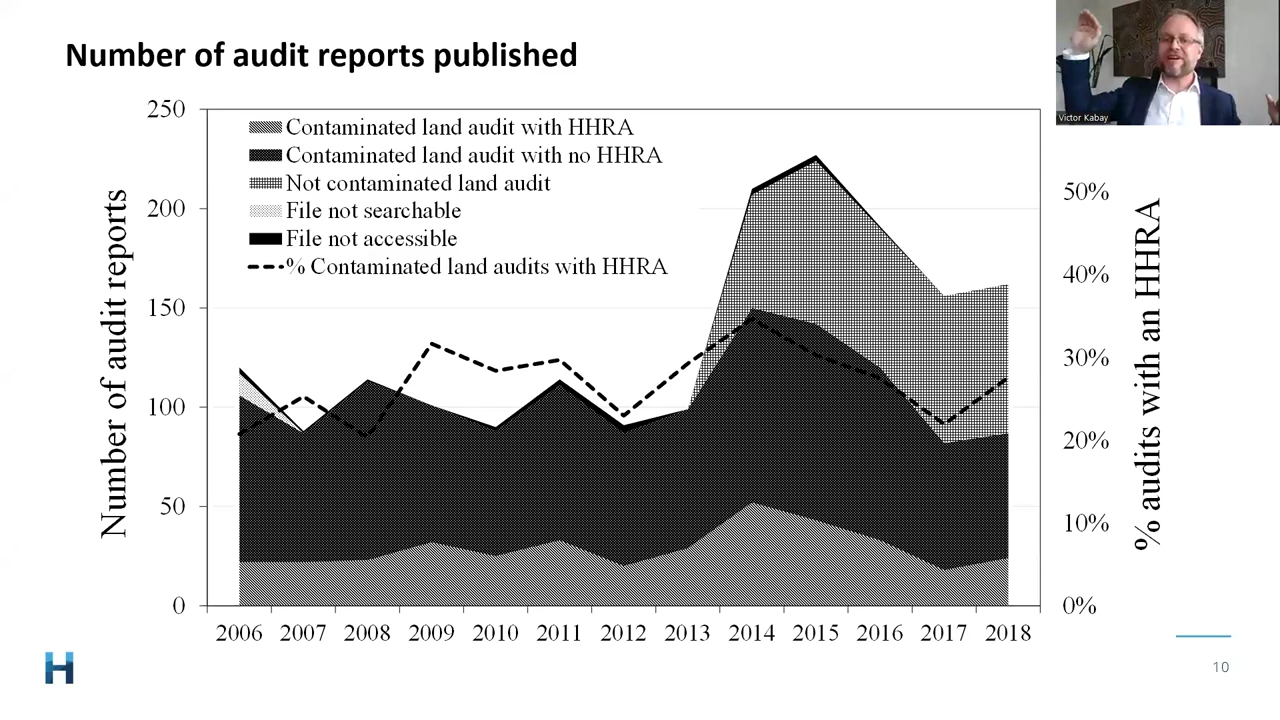 Number of audit reports published
Victor Kabay
250
200
150
100
50
0
Number of audit reports
Contaminated land audit with HHRA
Contaminated land audit with no HHRA
Not contaminated land audit
File not searchable
File not accessible
% Contaminated land audits with HHRA
50%
40%
30%
20%
10%
0%
% audits with an HHRA
2006 2007 2008 2009 2010 2011 2012 2013 2014 2015 2016 2017 2018
H
10